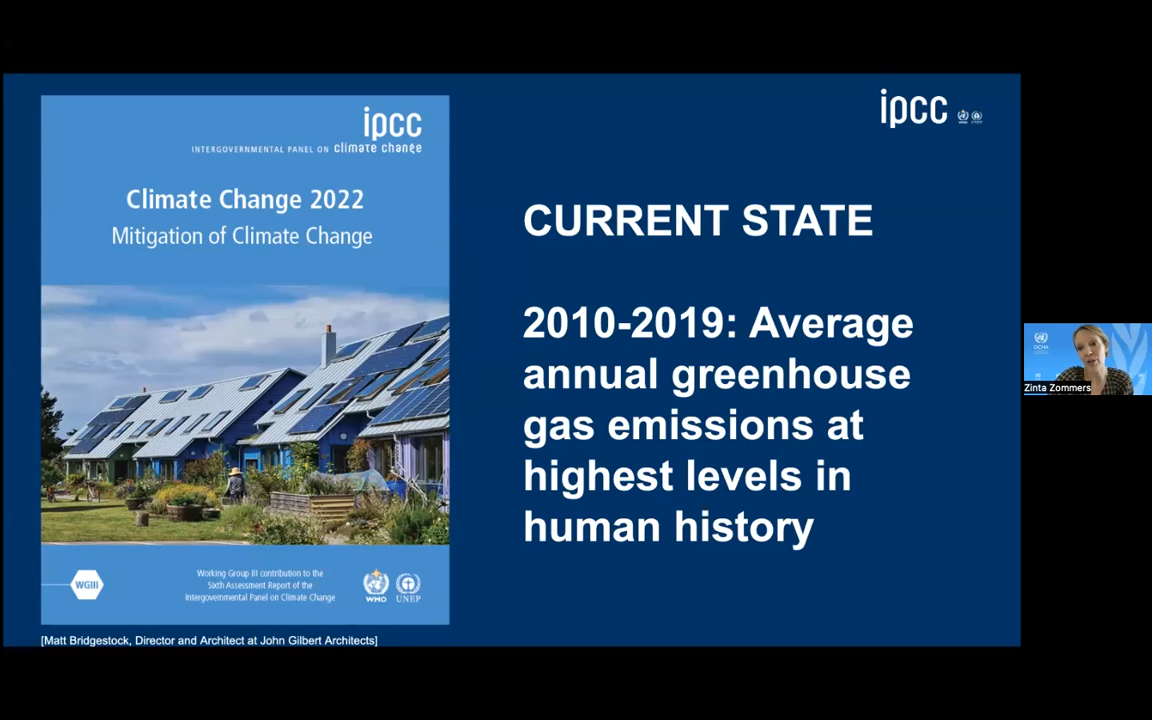 ipcc
INTERGOVERNMENTAL PANEL ON climate change
Climate Change 2022
Mitigation of Climate Change
WGIII
Working Group III contribution to the
Sixth Assessment Report of the
Intergovernmental Panel on Climate Change
WMO
UNEP
[Matt Bridgestock, Director and Architect at John Gilbert Architects]
ipcc
CURRENT STATE
2010-2019: Average
annual greenhouse
gas emissions at
highest levels in
human history
OCHA
Zinta Zommers